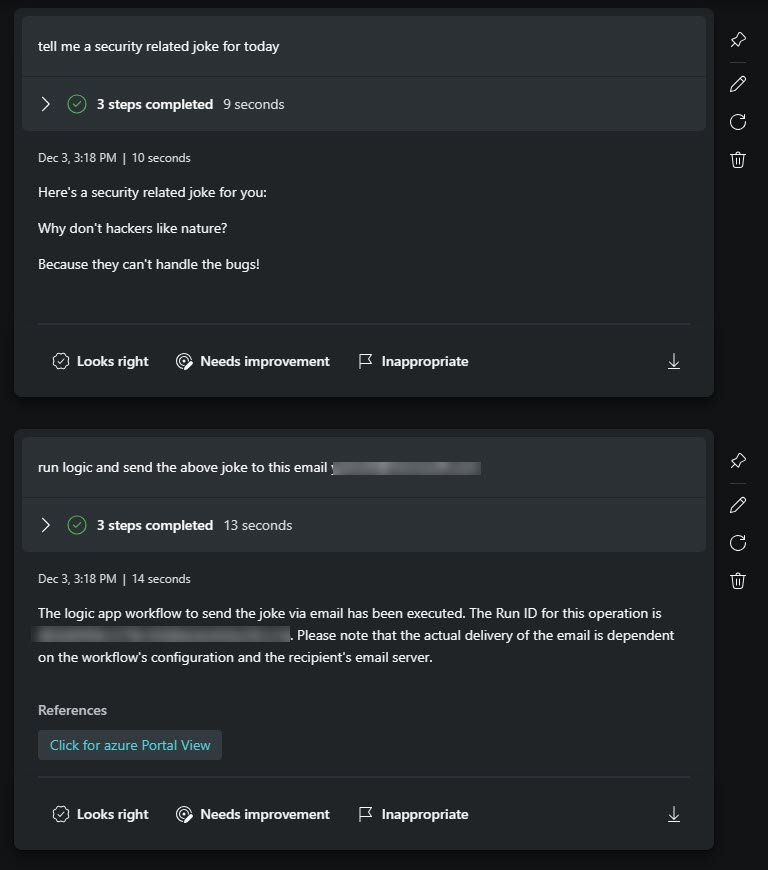 tell me a security related joke for today
3 steps completed 9 seconds
Dec 3, 3:18 PM | 10 seconds
Here's a security related joke for you:
Why don't hackers like nature?
Because they can't handle the bugs!
Looks right Needs improvement Inappropriate
run logic and send the above joke to this email
3 steps completed 13 seconds
Dec 3, 3:18 PM | 14 seconds
The logic app workflow to send the joke via email has been executed. The Run ID for this operation is
. Please note that the actual delivery of the email is dependent
on the workflow's configuration and the recipient's email server.
References
Click for azure Portal View
Looks right Needs improvement Inappropriate